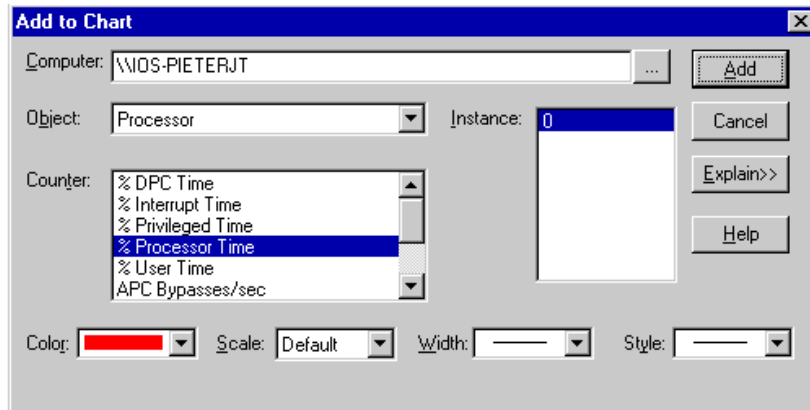 Add to Chart
Computer: \\IOS-PIETERJT ... Add
Object: Processor Instance: 0 Cancel
Counter: % DPC Time Explain>>
% Interrupt Time
% Privileged Time
% Processor Time Help
% User Time
APC Bypasses/sec
Color: Scale: Default Width: Style: